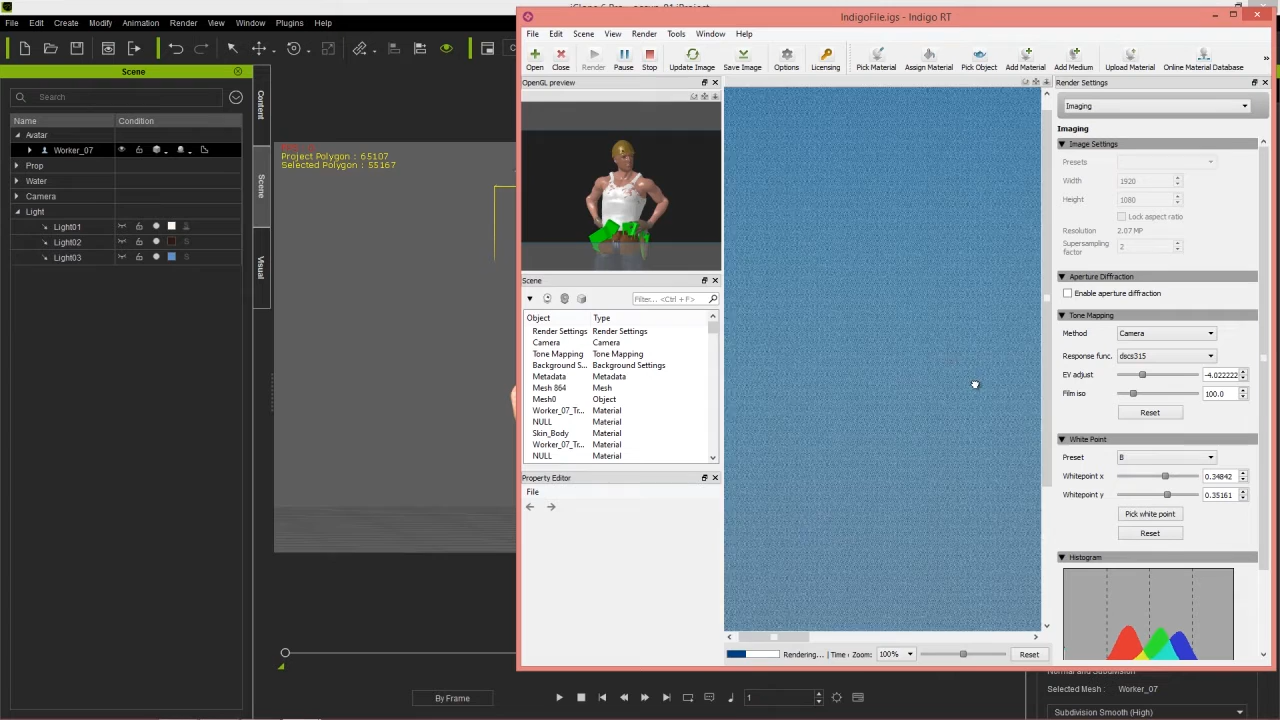 IndigoFile.igs - Indigo RT
File Edit Create Modify Animation Render Window Plugins Help
File Edit Scene View Render Tools Window Help
Open Close Render Pause Stop Update Image Save Image Options Licensing Pick Material Assign Material Pick Object Add Material Add Medium Upload Material Online Material Database
Scene
Search
Name Condition
Avatar
Worker_07
Prop
Water
Camera
Light
Light01
Light02
Light03
Content
Scene
Visual
Project Polygon : 65107
Selected Polygon : 55167
OpenGL preview
Scene
Filter... <Ctrl + F>
Object Type
Render Settings Render Settings
Camera Camera
Tone Mapping Tone Mapping
Background S... Background Settings
Metadata Metadata
Mesh 864 Mesh
Mesh0 Object
Worker_07_Tr... Material
NULL Material
Skin_Body Material
Worker_07_Tr... Material
NULL Material
Property Editor
File
Rendering... | Time Zoom: 100% Reset
Render Settings
Imaging
Imaging
Image Settings
Presets
Width 1920
Height 1080
Lock aspect ratio
Resolution 2.07 MP
Supersampling factor 2
Aperture Diffraction
Enable aperture diffraction
Tone Mapping
Method Camera
Response func. dscs315
EV adjust -4.022222
Film iso 100.0
Reset
White Point
Preset B
Whitepoint x 0.34842
Whitepoint y 0.35161
Pick white point
Reset
Histogram
By Frame 1
Selected Mesh : Worker_07
Subdivision Smooth (High)